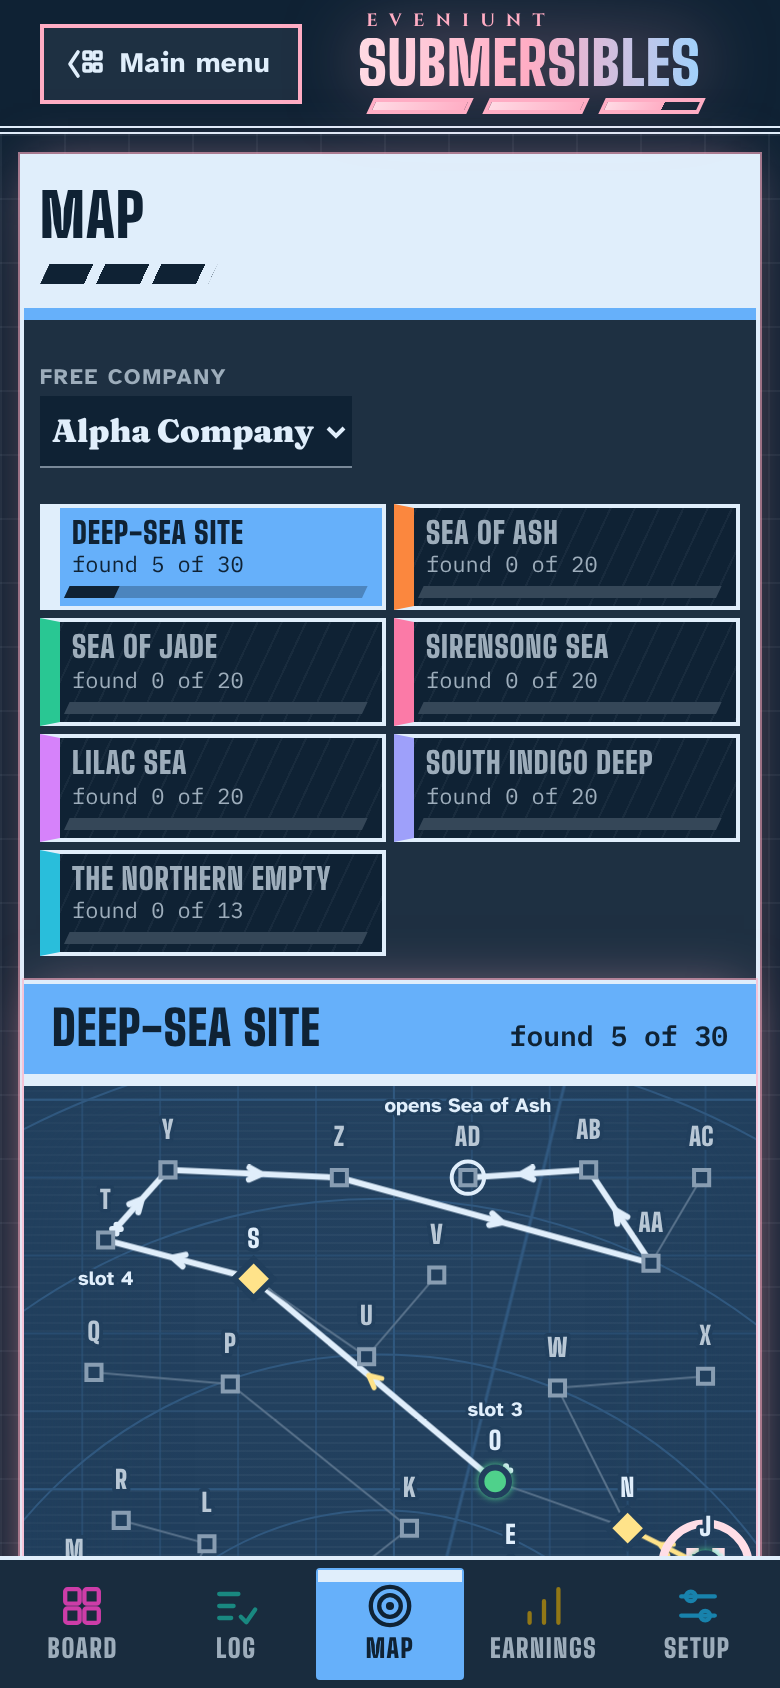 EVENIUNT
SUBMERSIBLES
Main menu
MAP
FREE COMPANY
Alpha Company
DEEP-SEA SITE
found 5 of 30
SEA OF ASH
found 0 of 20
SEA OF JADE
found 0 of 20
SIRENSONG SEA
found 0 of 20
LILAC SEA
found 0 of 20
SOUTH INDIGO DEEP
found 0 of 20
THE NORTHERN EMPTY
found 0 of 13
DEEP-SEA SITE
found 5 of 30
opens Sea of Ash
Y
Z
AD
AB
AC
T
AA
S
V
slot 4
U
Q
P
W
X
slot 3
O
R
L
K
N
E
J
M
BOARD
LOG
MAP
EARNINGS
SETUP